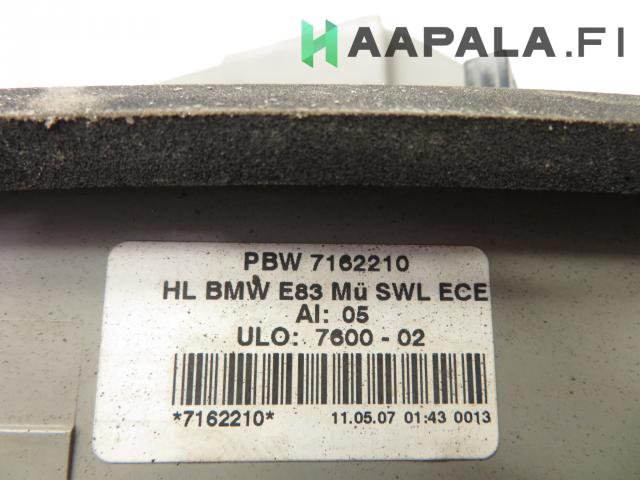 HAAPALA.FI
PBW 7162210
HL BMW E83 Mü SWL ECE
AI: 05
ULO: 7600 - 02
*7162210* 11.05.07 01:43 0013